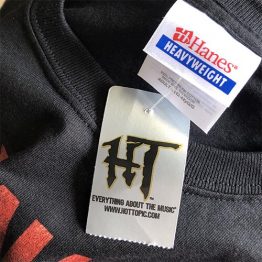 Hanes
HEAVYWEIGHT
HT
"EVERYTHING ABOUT THE MUSIC"
WWW.HOTTOPIC.COM